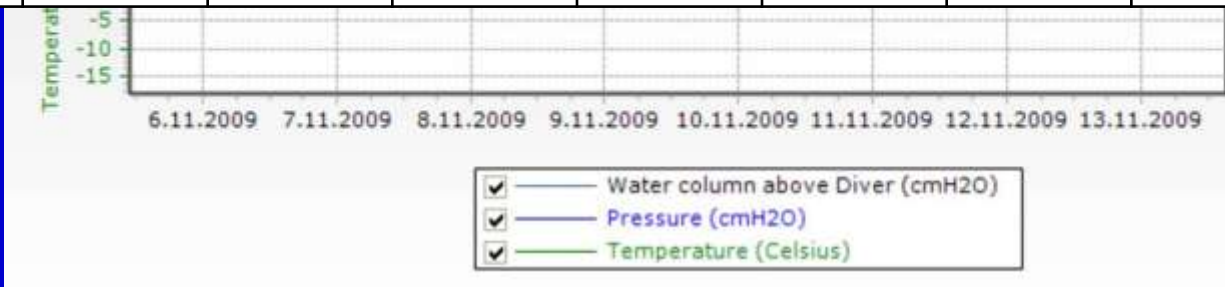 -5
-10
-15
6.11.2009 7.11.2009 8.11.2009 9.11.2009 10.11.2009 11.11.2009 12.11.2009 13.11.2009
Water column above Diver (cmH2O)
Pressure (cmH2O)
Temperature (Celsius)